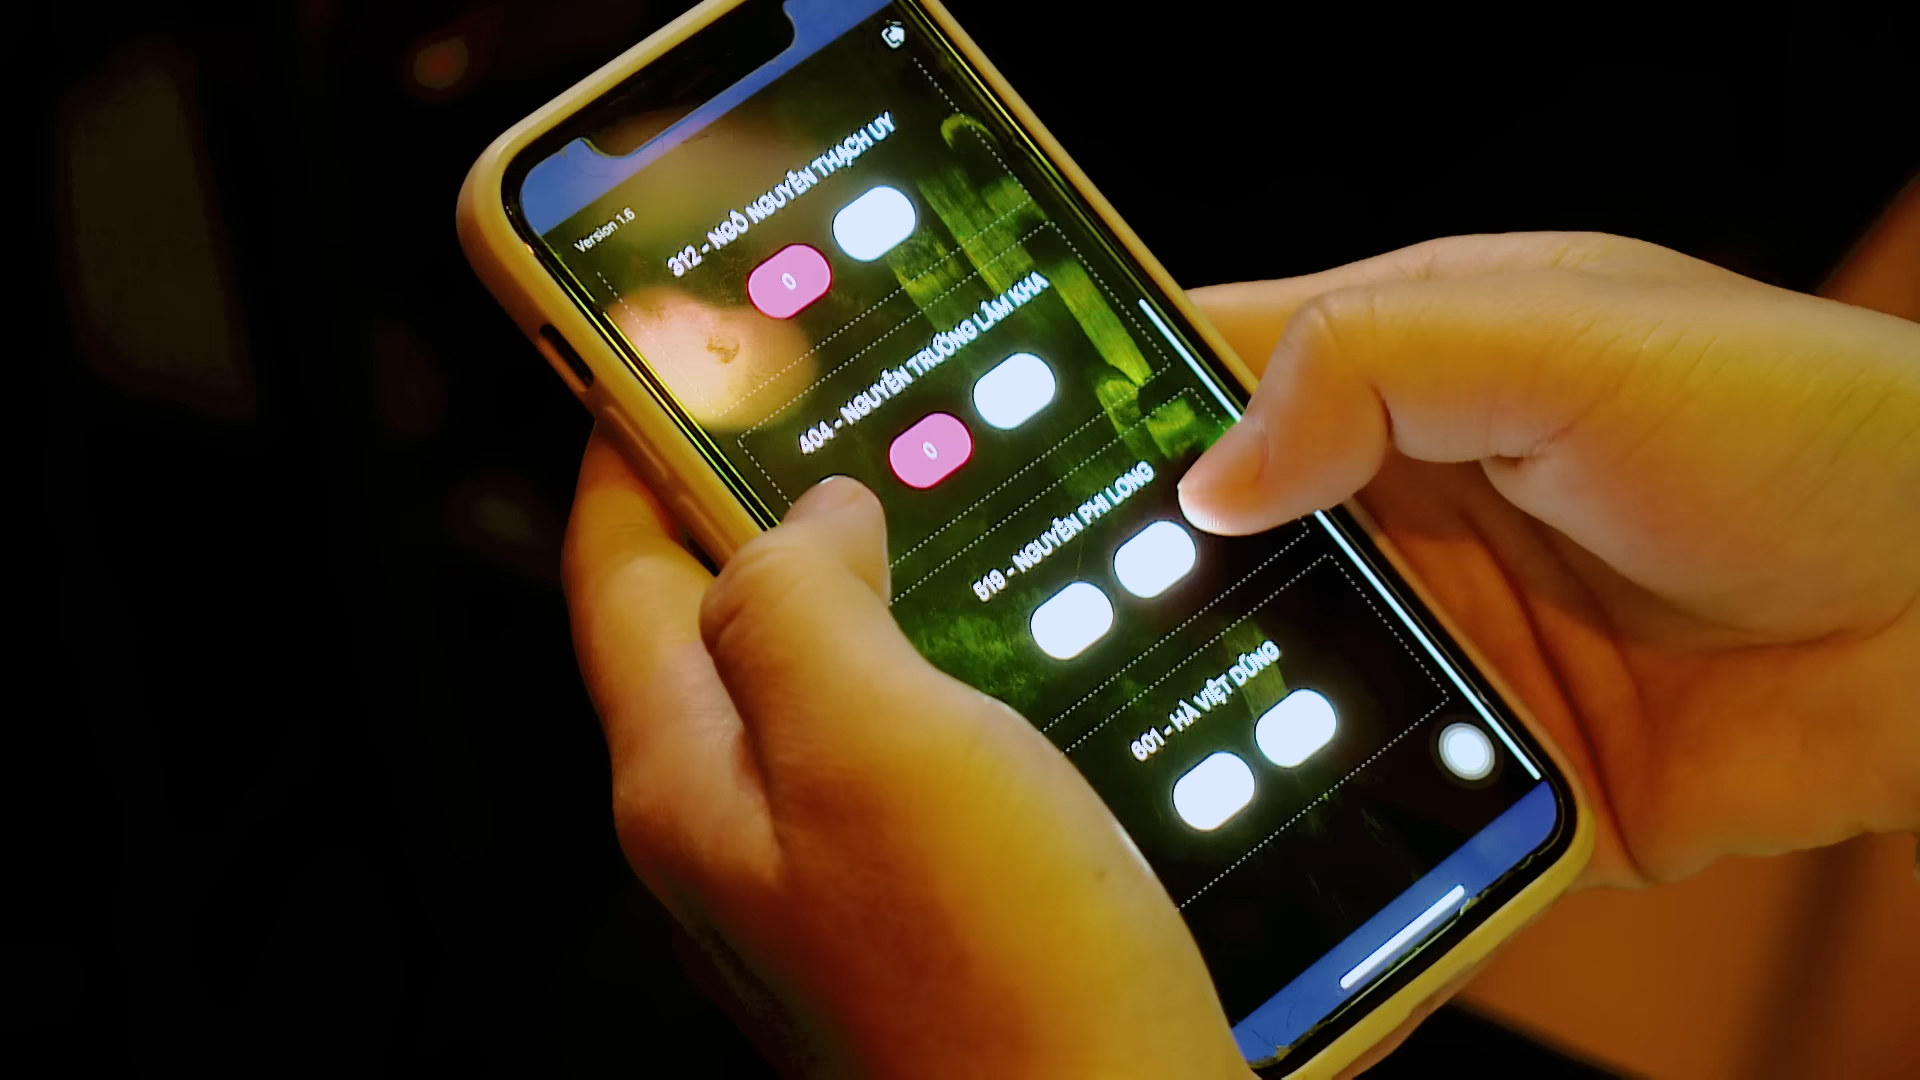 Version 1.6
312 - NGÔ NGUYỄN THẠCH UY
0
404 - NGUYỄN TRƯỜNG LÂM KHA
0
519 - NGUYỄN PHI LONG
601 - HÀ VIỆT DŨNG